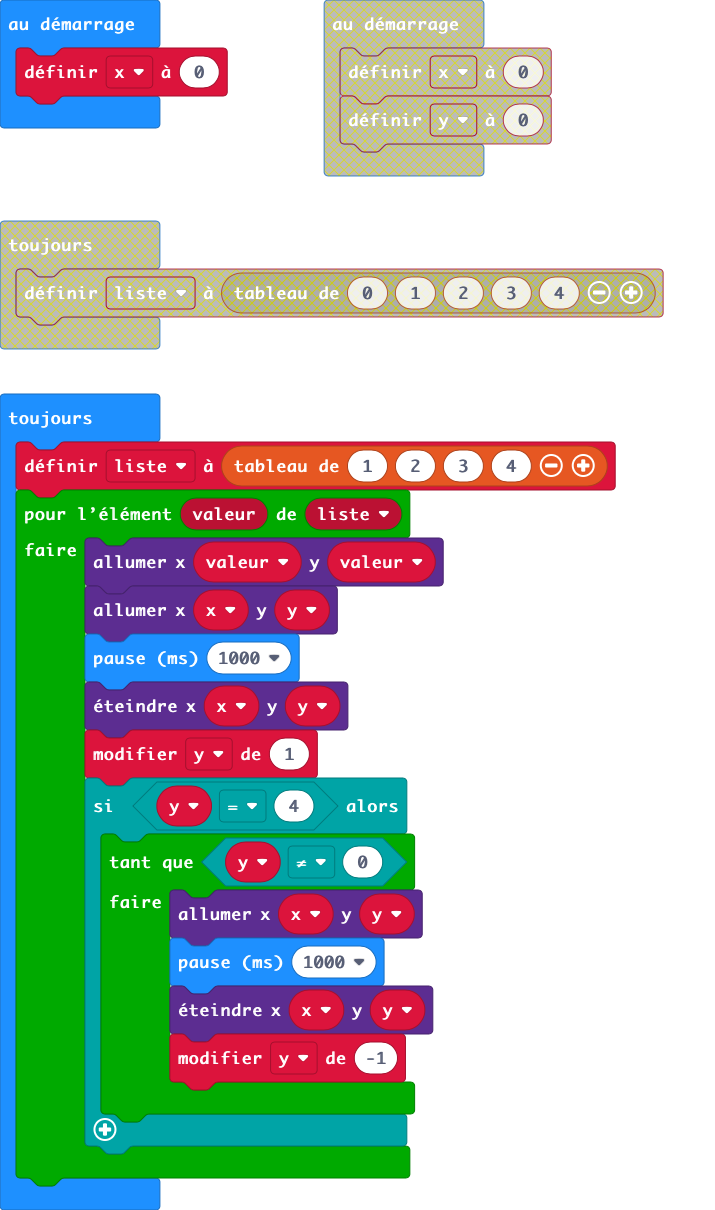 au démarrage
définir x à 0
au démarrage
définir x à 0
définir y à 0
toujours
définir liste à tableau de 0 1 2 3 4
toujours
définir liste à tableau de 1 2 3 4
pour l’élément valeur de liste
faire
allumer x valeur y valeur
allumer x x y y
pause (ms) 1000
éteindre x x y y
modifier y de 1
si y = 4 alors
tant que y ≠ 0
faire
allumer x x y y
pause (ms) 1000
éteindre x x y y
modifier y de -1